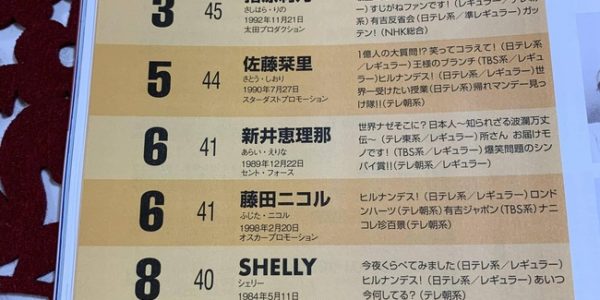 3
45
さしはら・りの
1992年11月21日
太田プロダクション
すじがねファンです!(日テレ系/レ
ギュラー)有吉反省会(日テレ系/準レギュラー)ガッ
テン!(NHK総合)
5
44
佐藤栞里
さとう・しおり
1990年7月27日
スターダストプロモーション
1億人の大質問!?笑ってコラえて!(日テレ系
/レギュラー)王様のブランチ(TBS系/レギュ
ラー)ヒルナンデス!(日テレ系/レギュラー)世
界一受けたい授業(日テレ系)帰れマンデー見っ
け隊!!(テレ朝系)
6
41
新井恵理那
あらい・えりな
1989年12月22日
セント・フォース
世界ナゼそこに?日本人〜知られざる波瀾万丈
伝〜(テレ東系/レギュラー)所さん お届けモ
ノです!(TBS系/レギュラー)爆笑問題のシン
パイ賞!!(テレ朝系/レギュラー)
6
41
藤田ニコル
ふじた・ニコル
1998年2月20日
オスカープロモーション
ヒルナンデス!(日テレ系/レギュラー)ロンド
ンハーツ(テレ朝系)有吉ジャポン(TBS系)ナニ
コレ珍百景(テレ朝系)
8
40
SHELLY
シェリー
1984年5月11日
今夜くらべてみました(日テレ系/レギュラー)
ヒルナンデス!(日テレ系/レギュラー)あいつ
今何してる?(テレ朝系/レギュラー)